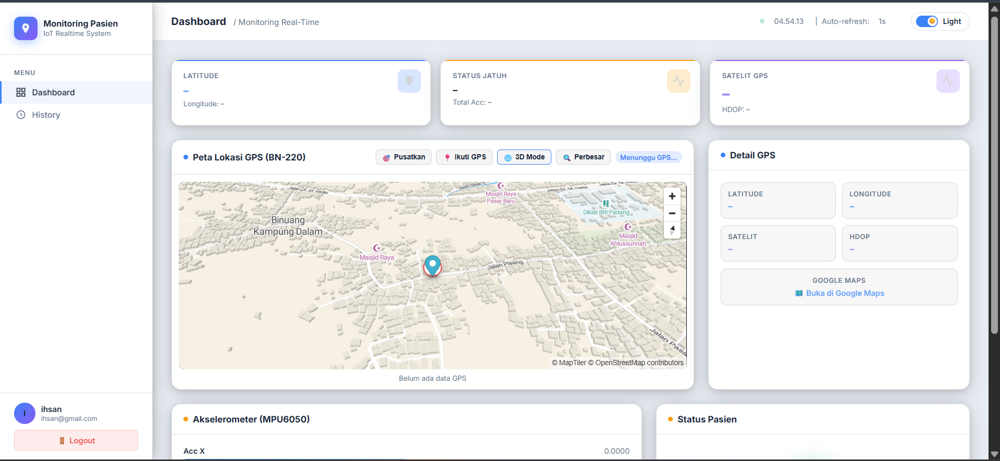 Monitoring Pasien
IoT Realtime System
MENU
Dashboard
History
ihsan
ihsan@gmail.com
I
Logout
Dashboard / Monitoring Real-Time
04.54.13 | Auto-refresh: 1s
Light
LATITUDE
–
Longitude: –
STATUS JATUH
–
Total Acc: –
SATELIT GPS
–
HDOP: –
Peta Lokasi GPS (BN-220)
Pusatkan
Ikuti GPS
3D Mode
Perbesar
Menunggu GPS...
Jalan Dr. M. Hatta
Jalan SMA 9
Jalan Dr. M. Hatta
Masjid Raya
Pasar Baru
Diklat BRI Padang
Binuang
Kampung Dalam
Masjid
Ahlussunnah
Masjid Raya
Jalan Pisang
© MapTiler © OpenStreetMap contributors
Belum ada data GPS
Detail GPS
LATITUDE
–
LONGITUDE
–
SATELIT
–
HDOP
–
GOOGLE MAPS
Buka di Google Maps
Akselerometer (MPU6050)
Acc X
0.0000
Status Pasien